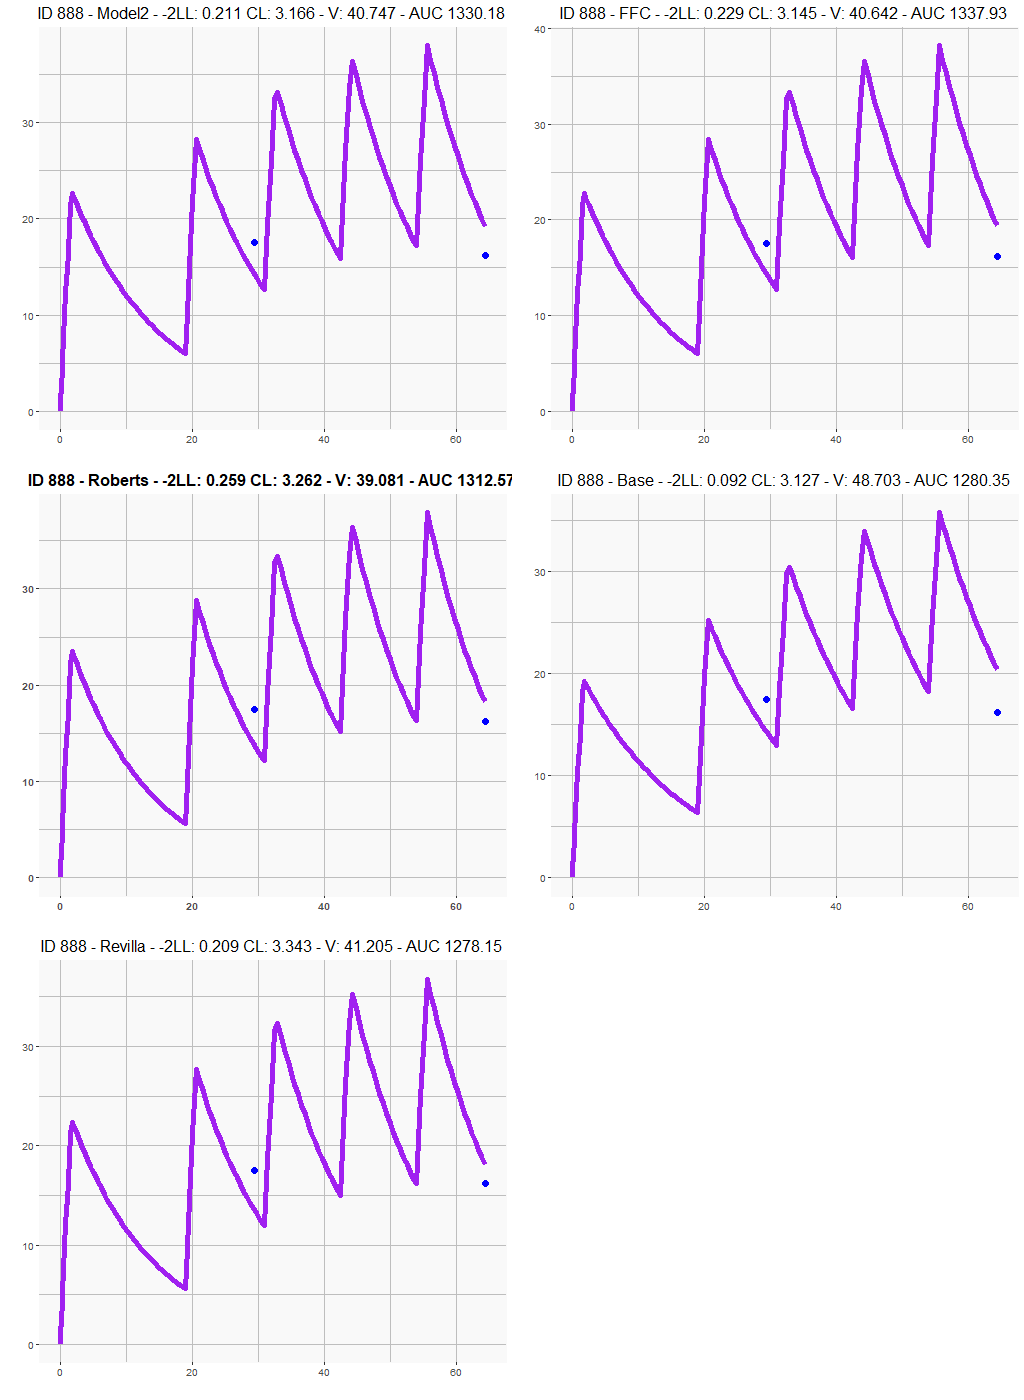 ID 888 - Model2 - -2LL: 0.211 CL: 3.166 - V: 40.747 - AUC 1330.18
30
20
10
0
0 20 40 60
ID 888 - FFC - -2LL: 0.229 CL: 3.145 - V: 40.642 - AUC 1337.93
40
30
20
10
0
0 20 40 60
ID 888 - Roberts - -2LL: 0.259 CL: 3.262 - V: 39.081 - AUC 1312.57
30
20
10
0
0 20 40 60
ID 888 - Base - -2LL: 0.092 CL: 3.127 - V: 48.703 - AUC 1280.35
30
20
10
0
0 20 40 60
ID 888 - Revilla - -2LL: 0.209 CL: 3.343 - V: 41.205 - AUC 1278.15
30
20
10
0
0 20 40 60